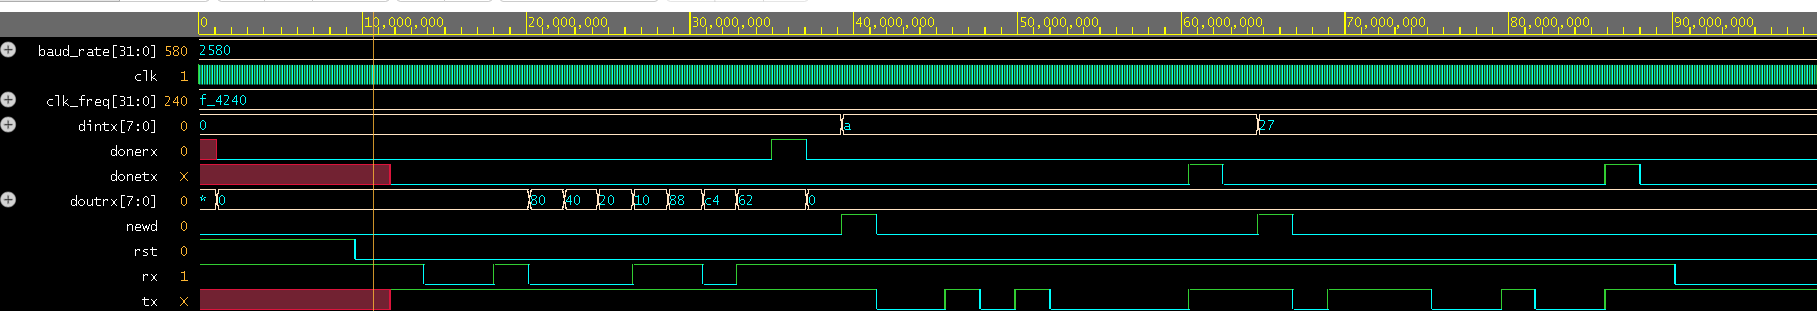 0 10,000,000 20,000,000 30,000,000 40,000,000 50,000,000 60,000,000 70,000,000 80,000,000 90,000,000
baud_rate[31:0] 580 2580
clk 1
clk_freq[31:0] 240 f_4240
dintx[7:0] 0 0 a 27
donerx 0
donetx X
doutrx[7:0] 0 * 0 80 40 20 10 88 c4 62 0
newd 0
rst 0
rx 1
tx X